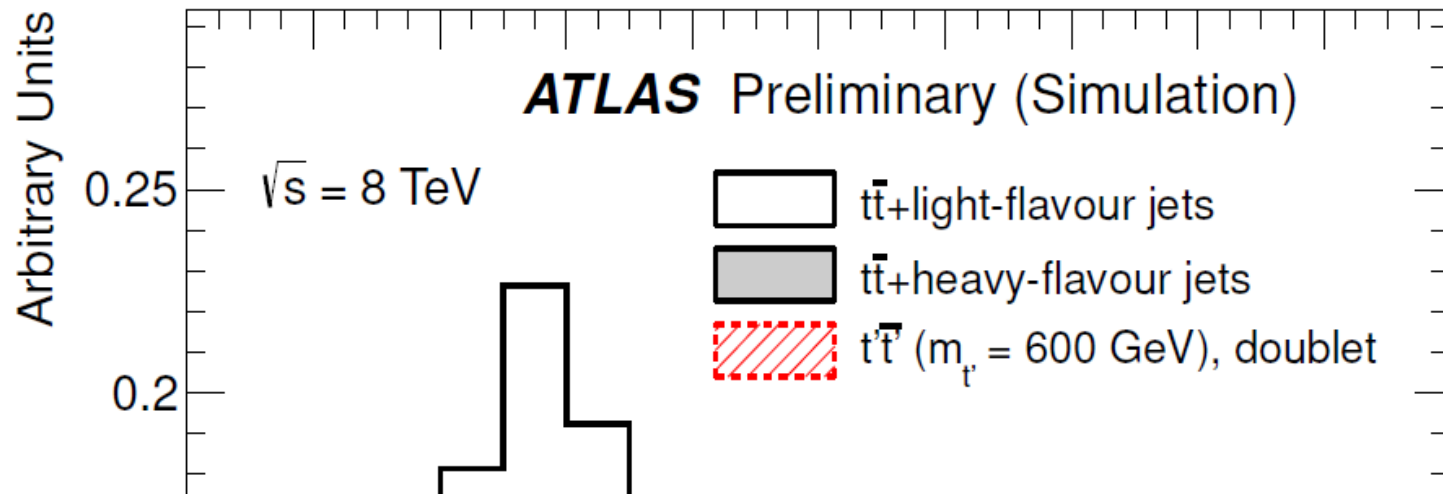 Arbitrary Units
ATLAS Preliminary (Simulation)
0.25
√s = 8 TeV
tt̄+light-flavour jets
tt̄+heavy-flavour jets
t't̄' (m_t' = 600 GeV), doublet
0.2